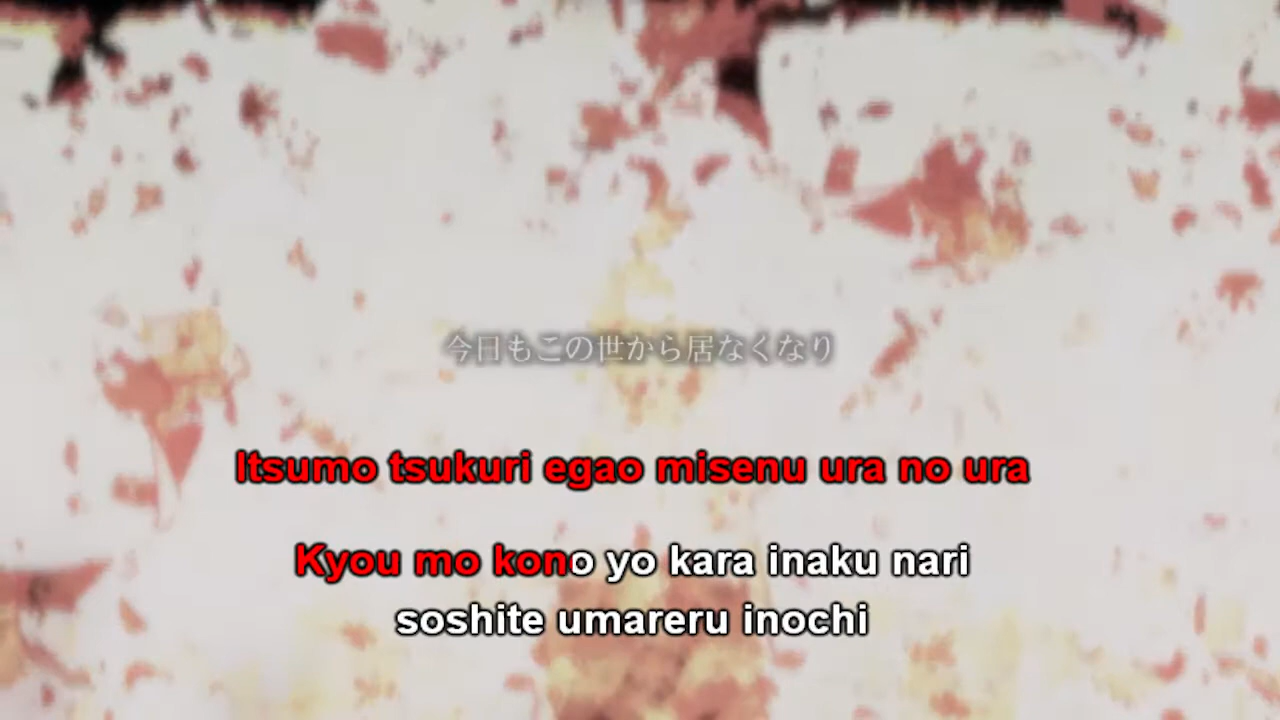 今日もこの世から居なくなり
Itsumo tsukuri egao misenu ura no ura
Kyou mo kono yo kara inaku nari
soshite umareru inochi